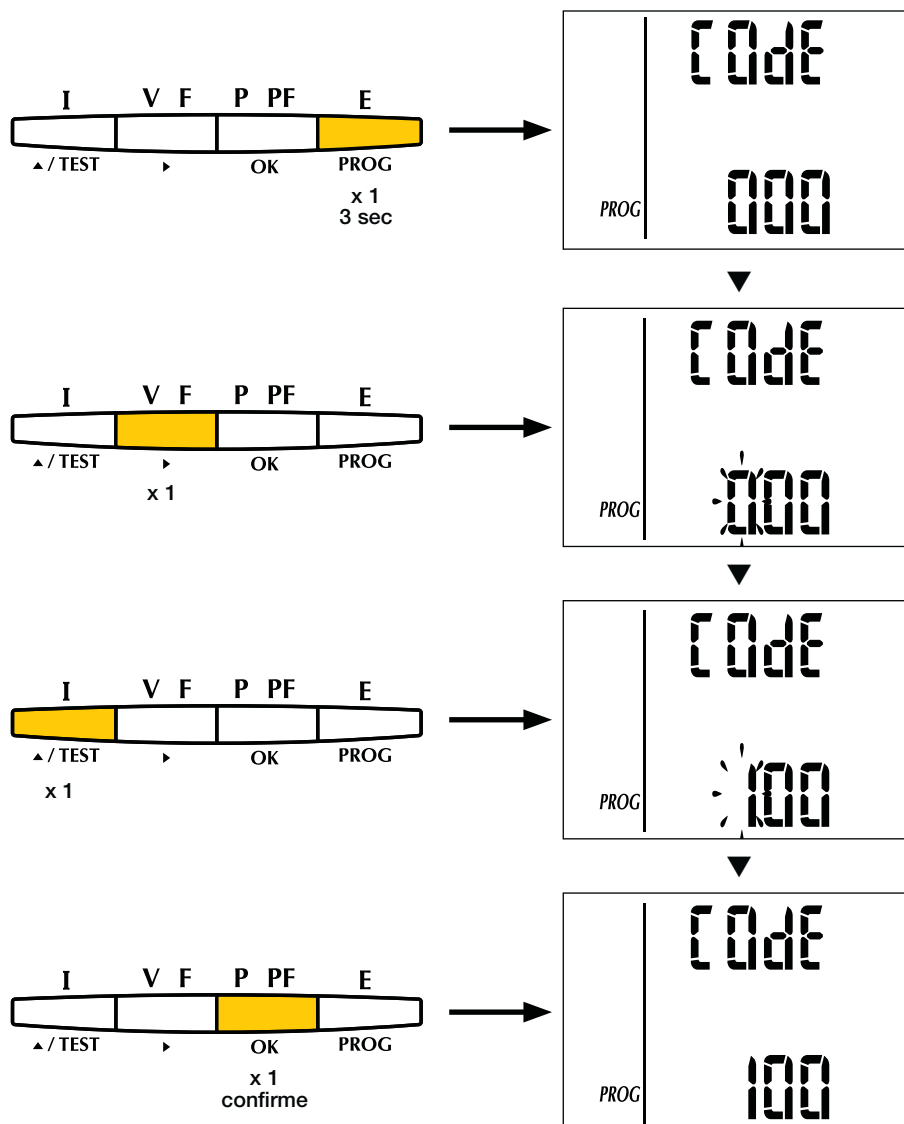 I V F P PF E
▲ / TEST ▶ OK PROG
x 1
3 sec
COdE
PROG 000
I V F P PF E
▲ / TEST ▶ OK PROG
x 1
COdE
PROG 000
I V F P PF E
▲ / TEST ▶ OK PROG
x 1
COdE
PROG 100
I V F P PF E
▲ / TEST ▶ OK PROG
x 1
confirme
COdE
PROG 100